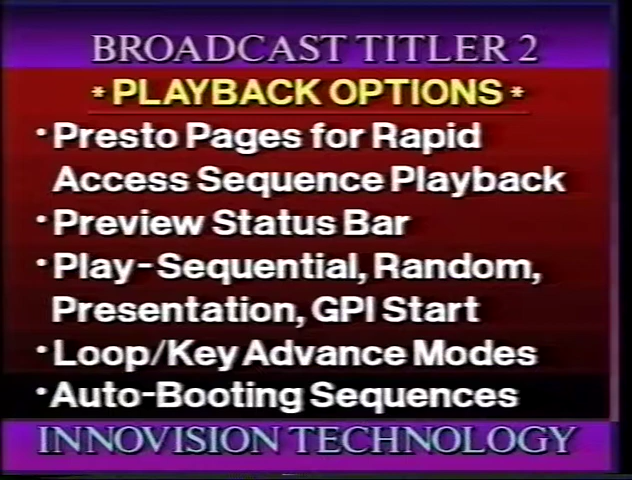 BROADCAST TITLER 2
* PLAYBACK OPTIONS *
• Presto Pages for Rapid
Access Sequence Playback
• Preview Status Bar
• Play-Sequential, Random,
Presentation, GPI Start
• Loop/Key Advance Modes
• Auto-Booting Sequences
INNOVISION TECHNOLOGY